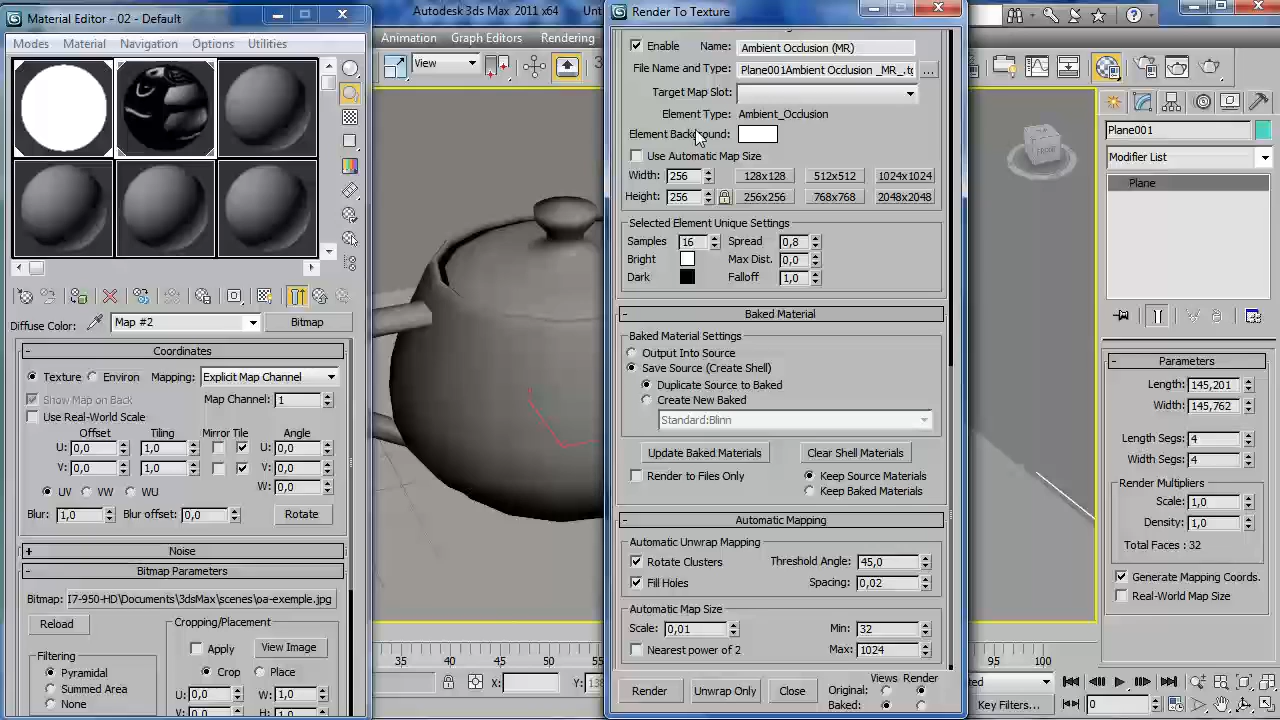 Material Editor - 02 - Default
Modes Material Navigation Options Utilities
Diffuse Color: Map #2 Bitmap
- Coordinates
Texture Environ Mapping: Explicit Map Channel
Show Map on Back Map Channel: 1
Use Real-World Scale
Offset Tiling Mirror Tile Angle
U: 0,0 1,0 U: 0,0
V: 0,0 1,0 V: 0,0
W: 0,0
UV VW WU
Blur: 1,0 Blur offset: 0,0 Rotate
+ Noise
- Bitmap Parameters
Bitmap: I7-950-HD\Documents\3dsMax\scenes\oa-exemple.jpg
Reload
Cropping/Placement
Apply View Image
Filtering
Pyramidal
Summed Area
None
Crop Place
U: 0,0 W: 1,0
Autodesk 3ds Max 2011 x64
Animation Graph Editors Rendering
View
Render To Texture
Enable Name: Ambient Occlusion (MR)
File Name and Type: Plane001Ambient Occlusion _MR_.tg ...
Target Map Slot:
Element Type: Ambient_Occlusion
Element Background:
Use Automatic Map Size
Width: 256 128x128 512x512 1024x1024
Height: 256 256x256 768x768 2048x2048
Selected Element Unique Settings
Samples 16 Spread 0,8
Bright Max Dist. 0,0
Dark Falloff 1,0
- Baked Material
Baked Material Settings
Output Into Source
Save Source (Create Shell)
Duplicate Source to Baked
Create New Baked
Standard:Blinn
Update Baked Materials Clear Shell Materials
Render to Files Only Keep Source Materials
Keep Baked Materials
- Automatic Mapping
Automatic Unwrap Mapping
Rotate Clusters Threshold Angle: 45,0
Fill Holes Spacing: 0,02
Automatic Map Size
Scale: 0,01 Min: 32
Nearest power of 2 Max: 1024
Render Unwrap Only Close
Views Render
Original:
Baked:
35 40 45 50
X:
FRONT
95 100
Key Filters...
0
Plane001
Modifier List
Plane
- Parameters
Length: 145,201
Width: 145,762
Length Segs: 4
Width Segs: 4
Render Multipliers
Scale: 1,0
Density: 1,0
Total Faces : 32
Generate Mapping Coords.
Real-World Map Size